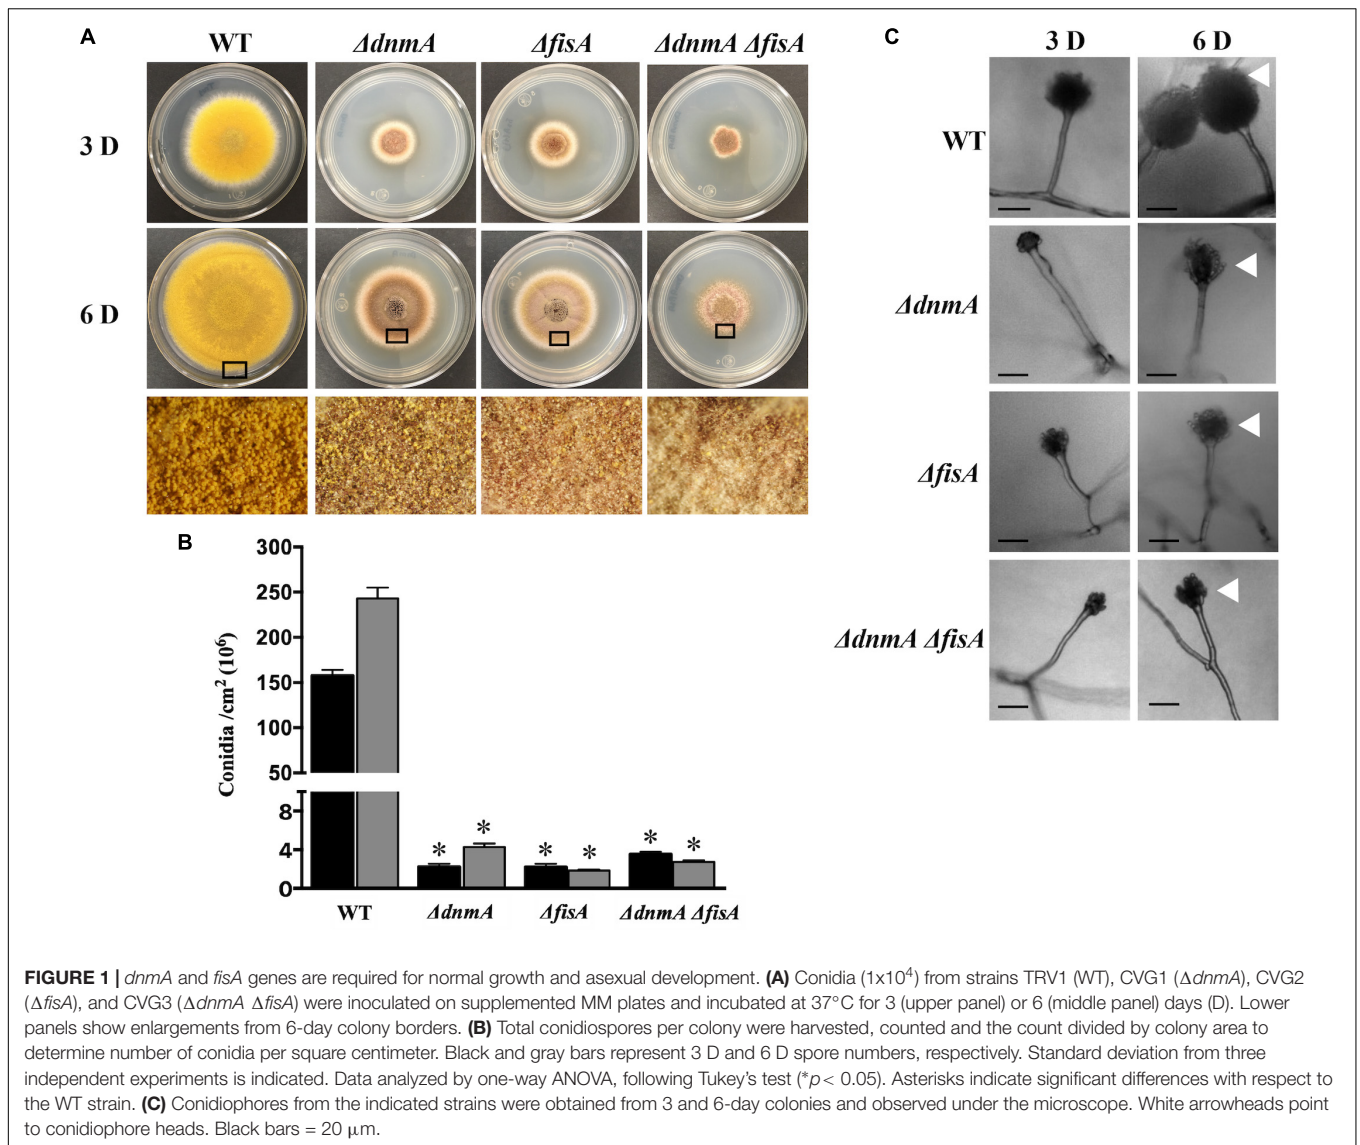 A
WT
ΔdnmA
ΔfisA
ΔdnmA ΔfisA
3 D
6 D
B
300
250
200
150
100
50
8
4
0
Conidia /cm² (10⁶)
* * * * * *
WT
ΔdnmA
ΔfisA
ΔdnmA ΔfisA
C
3 D
6 D
WT
ΔdnmA
ΔfisA
ΔdnmA ΔfisA
FIGURE 1 | dnmA and fisA genes are required for normal growth and asexual development. (A) Conidia (1x10⁴) from strains TRV1 (WT), CVG1 (ΔdnmA), CVG2
(ΔfisA), and CVG3 (ΔdnmA ΔfisA) were inoculated on supplemented MM plates and incubated at 37°C for 3 (upper panel) or 6 (middle panel) days (D). Lower
panels show enlargements from 6-day colony borders. (B) Total conidiospores per colony were harvested, counted and the count divided by colony area to
determine number of conidia per square centimeter. Black and gray bars represent 3 D and 6 D spore numbers, respectively. Standard deviation from three
independent experiments is indicated. Data analyzed by one-way ANOVA, following Tukey's test (*p< 0.05). Asterisks indicate significant differences with respect to
the WT strain. (C) Conidiophores from the indicated strains were obtained from 3 and 6-day colonies and observed under the microscope. White arrowheads point
to conidiophore heads. Black bars = 20 μm.